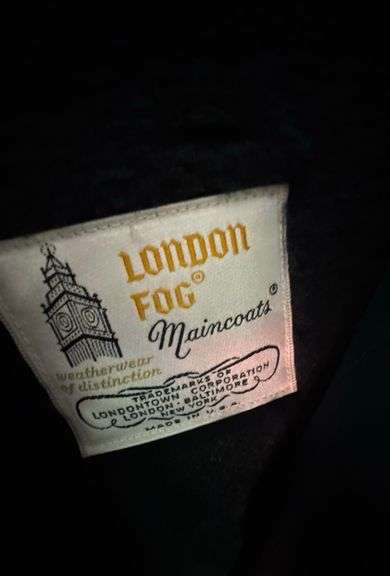 LONDON
FOG®
Maincoats®
weatherwear
of distinction
TRADEMARKS OF
LONDONTOWN CORPORATION
LONDON · BALTIMORE
NEW YORK
MADE IN U.S.A.